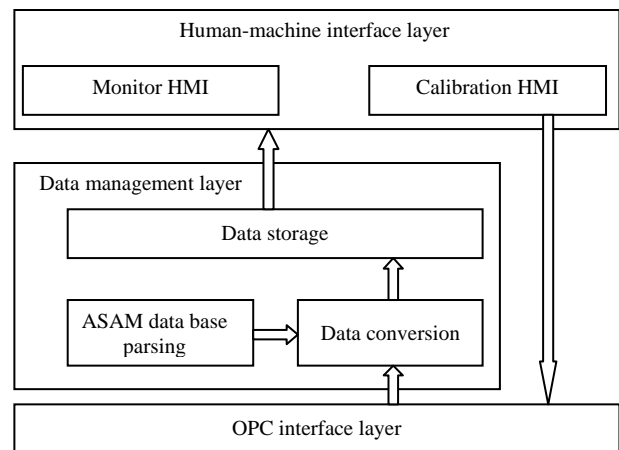 Human-machine interface layer
Monitor HMI
Calibration HMI
Data management layer
Data storage
ASAM data base
parsing
Data conversion
OPC interface layer